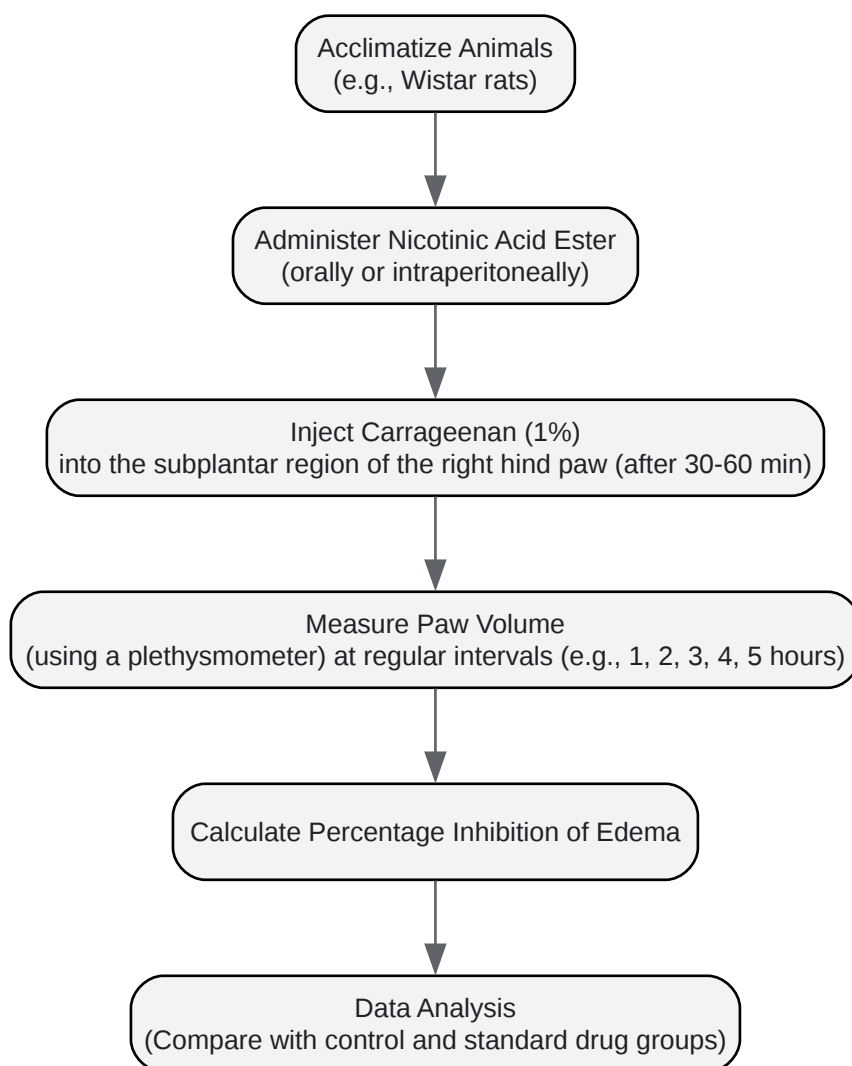 Acclimatize Animals
(e.g., Wistar rats)
Administer Nicotinic Acid Ester
(orally or intraperitoneally)
Inject Carrageenan (1%)
into the subplantar region of the right hind paw (after 30-60 min)
Measure Paw Volume
(using a plethysmometer) at regular intervals (e.g., 1, 2, 3, 4, 5 hours)
Calculate Percentage Inhibition of Edema
Data Analysis
(Compare with control and standard drug groups)